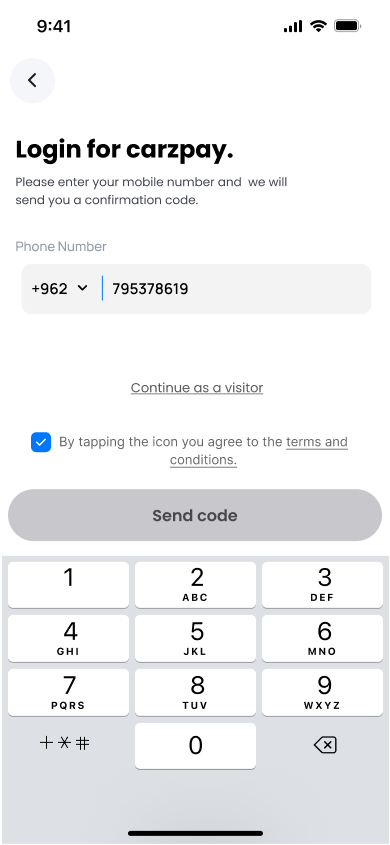 9:41
Login for carzpay.
Please enter your mobile number and we will
send you a confirmation code.
Phone Number
+962 795378619
Continue as a visitor
By tapping the icon you agree to the terms and
conditions.
Send code
1 2 3
ABC DEF
4 5 6
GHI JKL MNO
7 8 9
PQRS TUV WXYZ
+*# 0